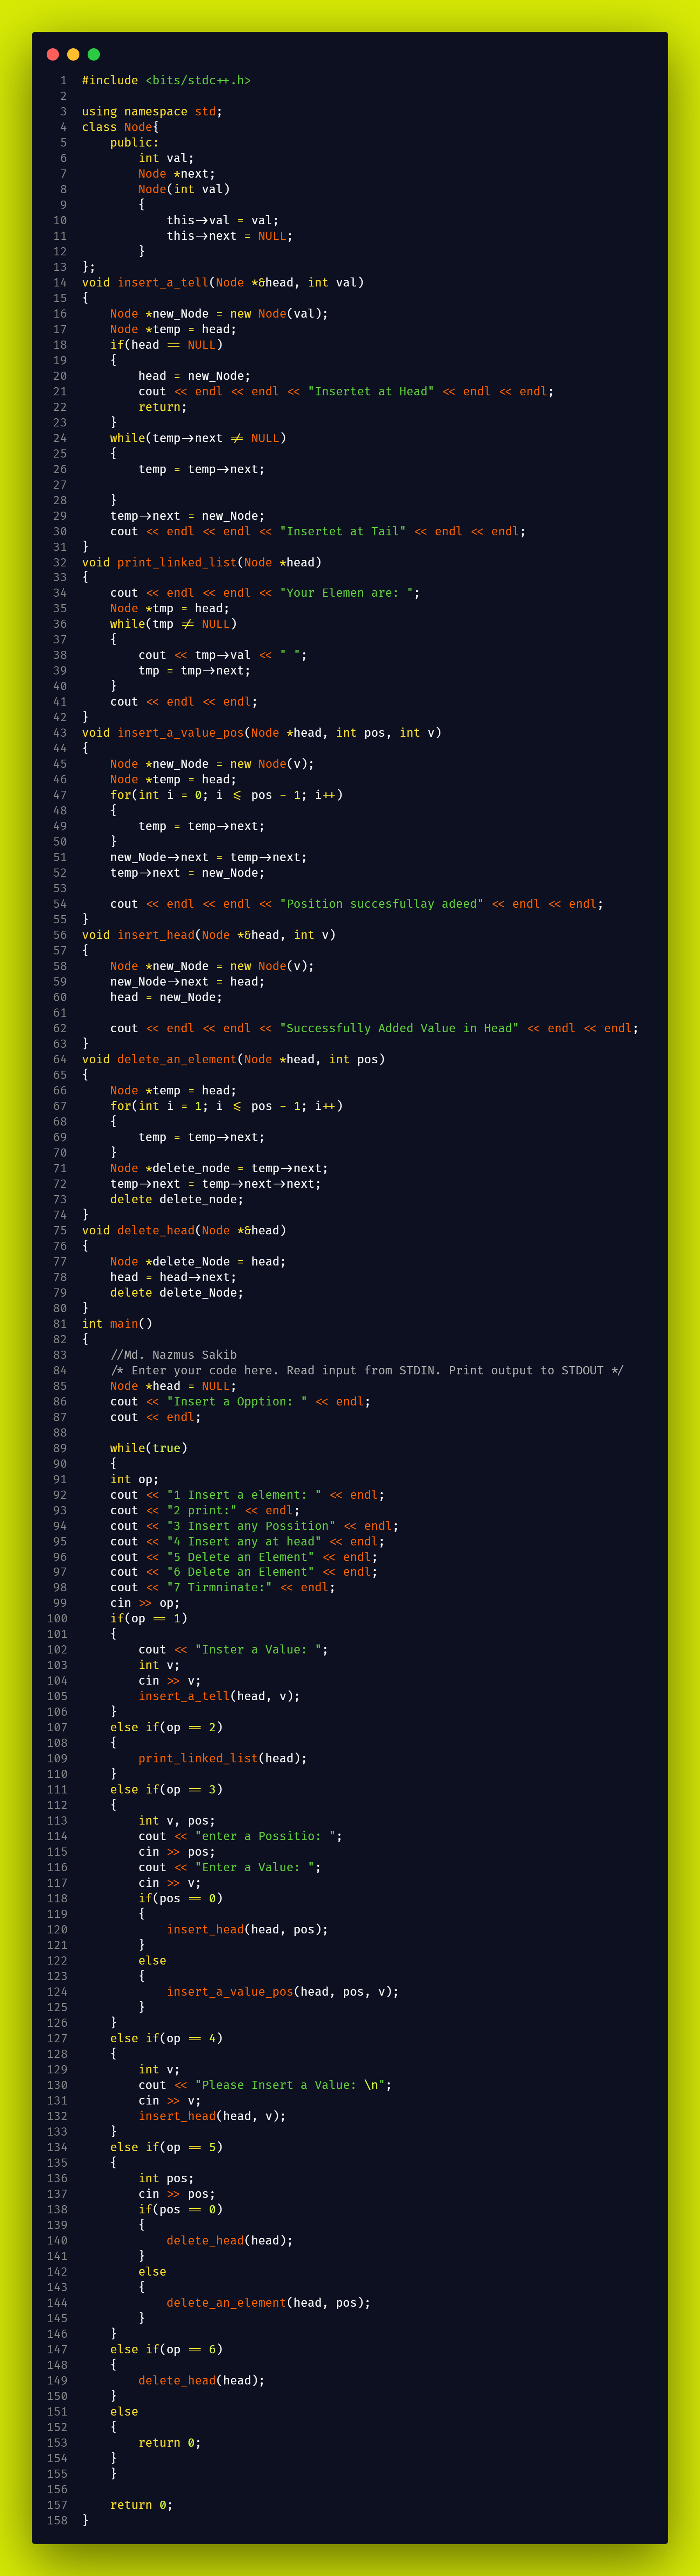 1 #include <bits/stdc++.h>
2
3 using namespace std;
4 class Node{
5     public:
6         int val;
7         Node *next;
8         Node(int val)
9         {
10             this->val = val;
11             this->next = NULL;
12         }
13 };
14 void insert_a_tell(Node *&head, int val)
15 {
16     Node *new_Node = new Node(val);
17     Node *temp = head;
18     if(head == NULL)
19     {
20         head = new_Node;
21         cout << endl << endl << "Insertet at Head" << endl << endl;
22         return;
23     }
24     while(temp->next != NULL)
25     {
26         temp = temp->next;
27
28     }
29     temp->next = new_Node;
30     cout << endl << endl << "Insertet at Tail" << endl << endl;
31 }
32 void print_linked_list(Node *head)
33 {
34     cout << endl << endl << "Your Elemen are: ";
35     Node *tmp = head;
36     while(tmp != NULL)
37     {
38         cout << tmp->val << " ";
39         tmp = tmp->next;
40     }
41     cout << endl << endl;
42 }
43 void insert_a_value_pos(Node *head, int pos, int v)
44 {
45     Node *new_Node = new Node(v);
46     Node *temp = head;
47     for(int i = 0; i <= pos - 1; i++)
48     {
49         temp = temp->next;
50     }
51     new_Node->next = temp->next;
52     temp->next = new_Node;
53
54     cout << endl << endl << "Position succesfullay adeed" << endl << endl;
55 }
56 void insert_head(Node *&head, int v)
57 {
58     Node *new_Node = new Node(v);
59     new_Node->next = head;
60     head = new_Node;
61
62     cout << endl << endl << "Successfully Added Value in Head" << endl << endl;
63 }
64 void delete_an_element(Node *head, int pos)
65 {
66     Node *temp = head;
67     for(int i = 1; i <= pos - 1; i++)
68     {
69         temp = temp->next;
70     }
71     Node *delete_node = temp->next;
72     temp->next = temp->next->next;
73     delete delete_node;
74 }
75 void delete_head(Node *&head)
76 {
77     Node *delete_Node = head;
78     head = head->next;
79     delete delete_Node;
80 }
81 int main()
82 {
83     //Md. Nazmus Sakib
84     /* Enter your code here. Read input from STDIN. Print output to STDOUT */
85     Node *head = NULL;
86     cout << "Insert a Opption: " << endl;
87     cout << endl;
88
89     while(true)
90     {
91     int op;
92     cout << "1 Insert a element: " << endl;
93     cout << "2 print:" << endl;
94     cout << "3 Insert any Possition" << endl;
95     cout << "4 Insert any at head" << endl;
96     cout << "5 Delete an Element" << endl;
97     cout << "6 Delete an Element" << endl;
98     cout << "7 Tirmninate:" << endl;
99     cin >> op;
100     if(op == 1)
101     {
102         cout << "Inster a Value: ";
103         int v;
104         cin >> v;
105         insert_a_tell(head, v);
106     }
107     else if(op == 2)
108     {
109         print_linked_list(head);
110     }
111     else if(op == 3)
112     {
113         int v, pos;
114         cout << "enter a Possitio: ";
115         cin >> pos;
116         cout << "Enter a Value: ";
117         cin >> v;
118         if(pos == 0)
119         {
120             insert_head(head, pos);
121         }
122         else
123         {
124             insert_a_value_pos(head, pos, v);
125         }
126     }
127     else if(op == 4)
128     {
129         int v;
130         cout << "Please Insert a Value: \n";
131         cin >> v;
132         insert_head(head, v);
133     }
134     else if(op == 5)
135     {
136         int pos;
137         cin >> pos;
138         if(pos == 0)
139         {
140             delete_head(head);
141         }
142         else
143         {
144             delete_an_element(head, pos);
145         }
146     }
147     else if(op == 6)
148     {
149         delete_head(head);
150     }
151     else
152     {
153         return 0;
154     }
155     }
156
157     return 0;
158 }